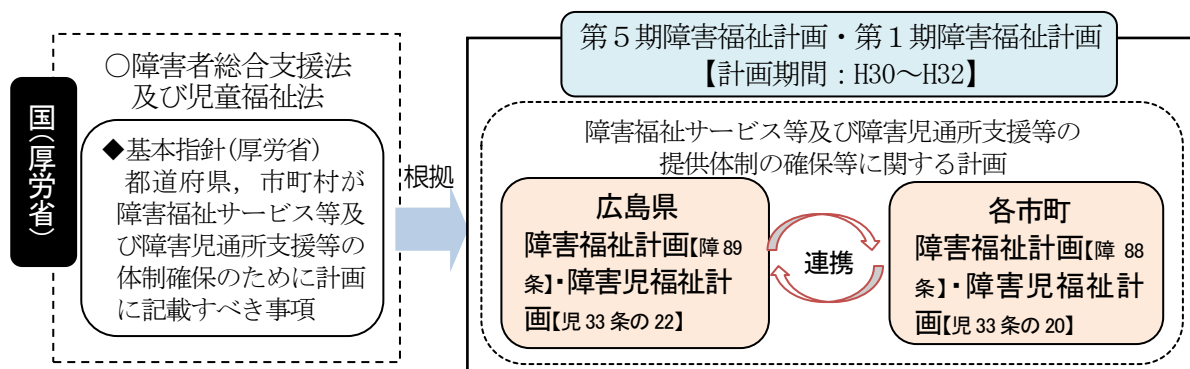 国（厚労省）
○障害者総合支援法
及び児童福祉法
◆基本指針(厚労省)
都道府県，市町村が
障害福祉サービス等及
び障害児通所支援等の
体制確保のために計画
に記載すべき事項
根拠
第５期障害福祉計画・第１期障害福祉計画
【計画期間：H30～H32】
障害福祉サービス等及び障害児通所支援等の
提供体制の確保等に関する計画
広島県
障害福祉計画【障 89
条】・障害児福祉計
画【児 33 条の 22】
連携
各市町
障害福祉計画【障 88
条】・障害児福祉計
画【児 33 条の 20】